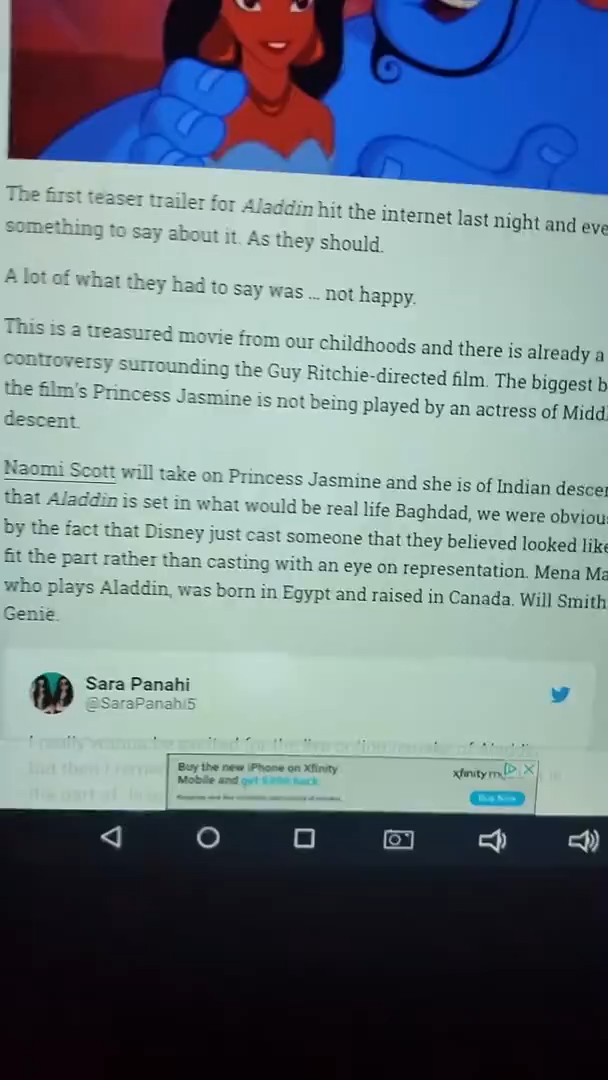 The first teaser trailer for Aladdin hit the internet last night and eve
something to say about it. As they should.
A lot of what they had to say was ... not happy.
This is a treasured movie from our childhoods and there is already a
controversy surrounding the Guy Ritchie-directed film. The biggest b
the film's Princess Jasmine is not being played by an actress of Midd
descent.
Naomi Scott will take on Princess Jasmine and she is of Indian descen
that Aladdin is set in what would be real life Baghdad, we were obviou
by the fact that Disney just cast someone that they believed looked like
fit the part rather than casting with an eye on representation. Mena Ma
who plays Aladdin, was born in Egypt and raised in Canada. Will Smith
Genie.
Sara Panahi
@SaraPanahi5
Buy the new iPhone on Xfinity
Mobile and get $300 back
xfinity m
Buy Now